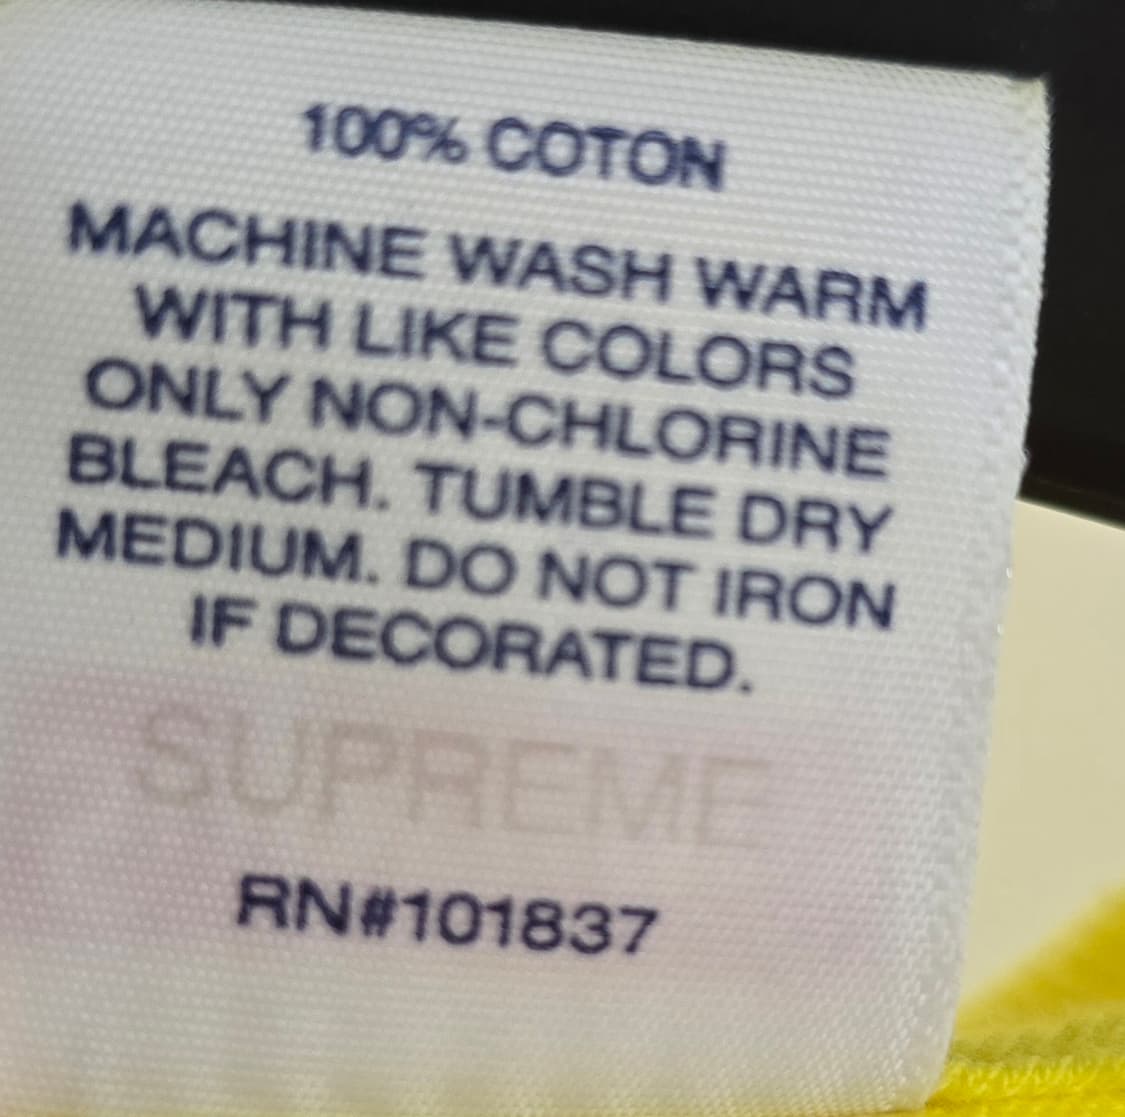 100% COTON
MACHINE WASH WARM
WITH LIKE COLORS
ONLY NON-CHLORINE
BLEACH. TUMBLE DRY
MEDIUM. DO NOT IRON
IF DECORATED.
SUPREME
RN#101837